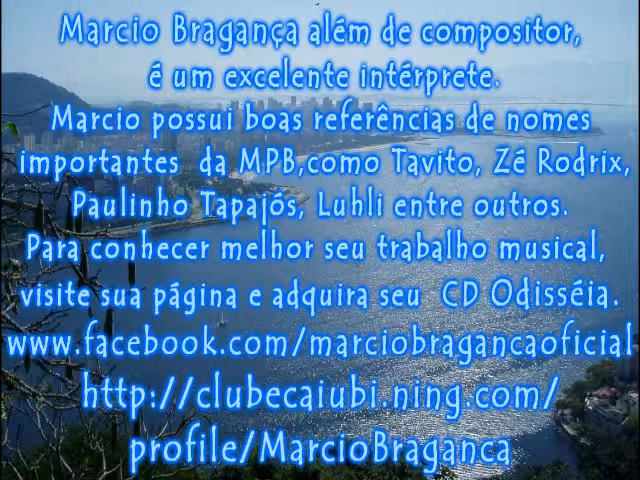 Marcio Bragança além de compositor,
é um excelente intérprete.
Marcio possui boas referências de nomes
importantes da MPB,como Tavito, Zé Rodrix,
Paulinho Tapajós, Luhli entre outros.
Para conhecer melhor seu trabalho musical,
visite sua página e adquira seu CD Odisséia.
www.facebook.com/marciobragancaoficial
http://clubecaiubi.ning.com/
profile/MarcioBraganca